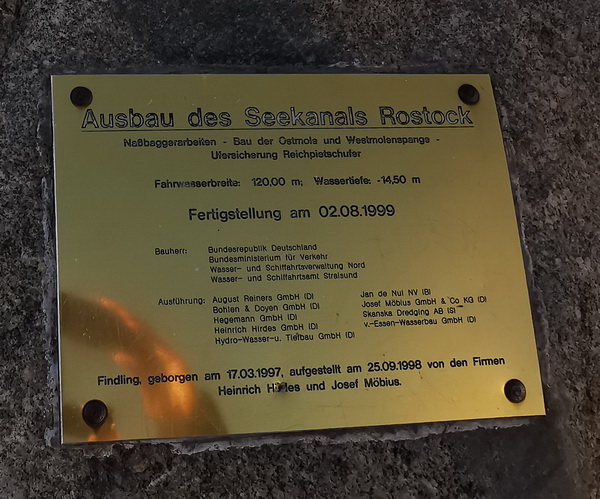 Ausbau des Seekanals Rostock
Naßbaggerarbeiten - Bau der Ostmole und Westmolenspange -
Ufersicherung Reichpietschufer
Fahrwasserbreite: 120,00 m; Wassertiefe: -14,50 m
Fertigstellung am 02.08.1999
Bauherr: Bundesrepublik Deutschland
Bundesministerium für Verkehr
Wasser- und Schiffahrtsverwaltung Nord
Wasser- und Schiffahrtsamt Stralsund
Ausführung: August Reiners GmbH (D)
Bohlen & Doyen GmbH (D)
Hegemann GmbH (D)
Heinrich Hirdes GmbH (D)
Hydro-Wasser-u. Tiefbau GmbH (D)
Jan de Nul NV (B)
Josef Möbius GmbH & Co KG (D)
Skanska Dredging AB (S)
v.-Essen-Wasserbau GmbH (D)
Findling, geborgen am 17.03.1997, aufgestellt am 25.09.1998 von den Firmen
Heinrich Hirdes und Josef Möbius.